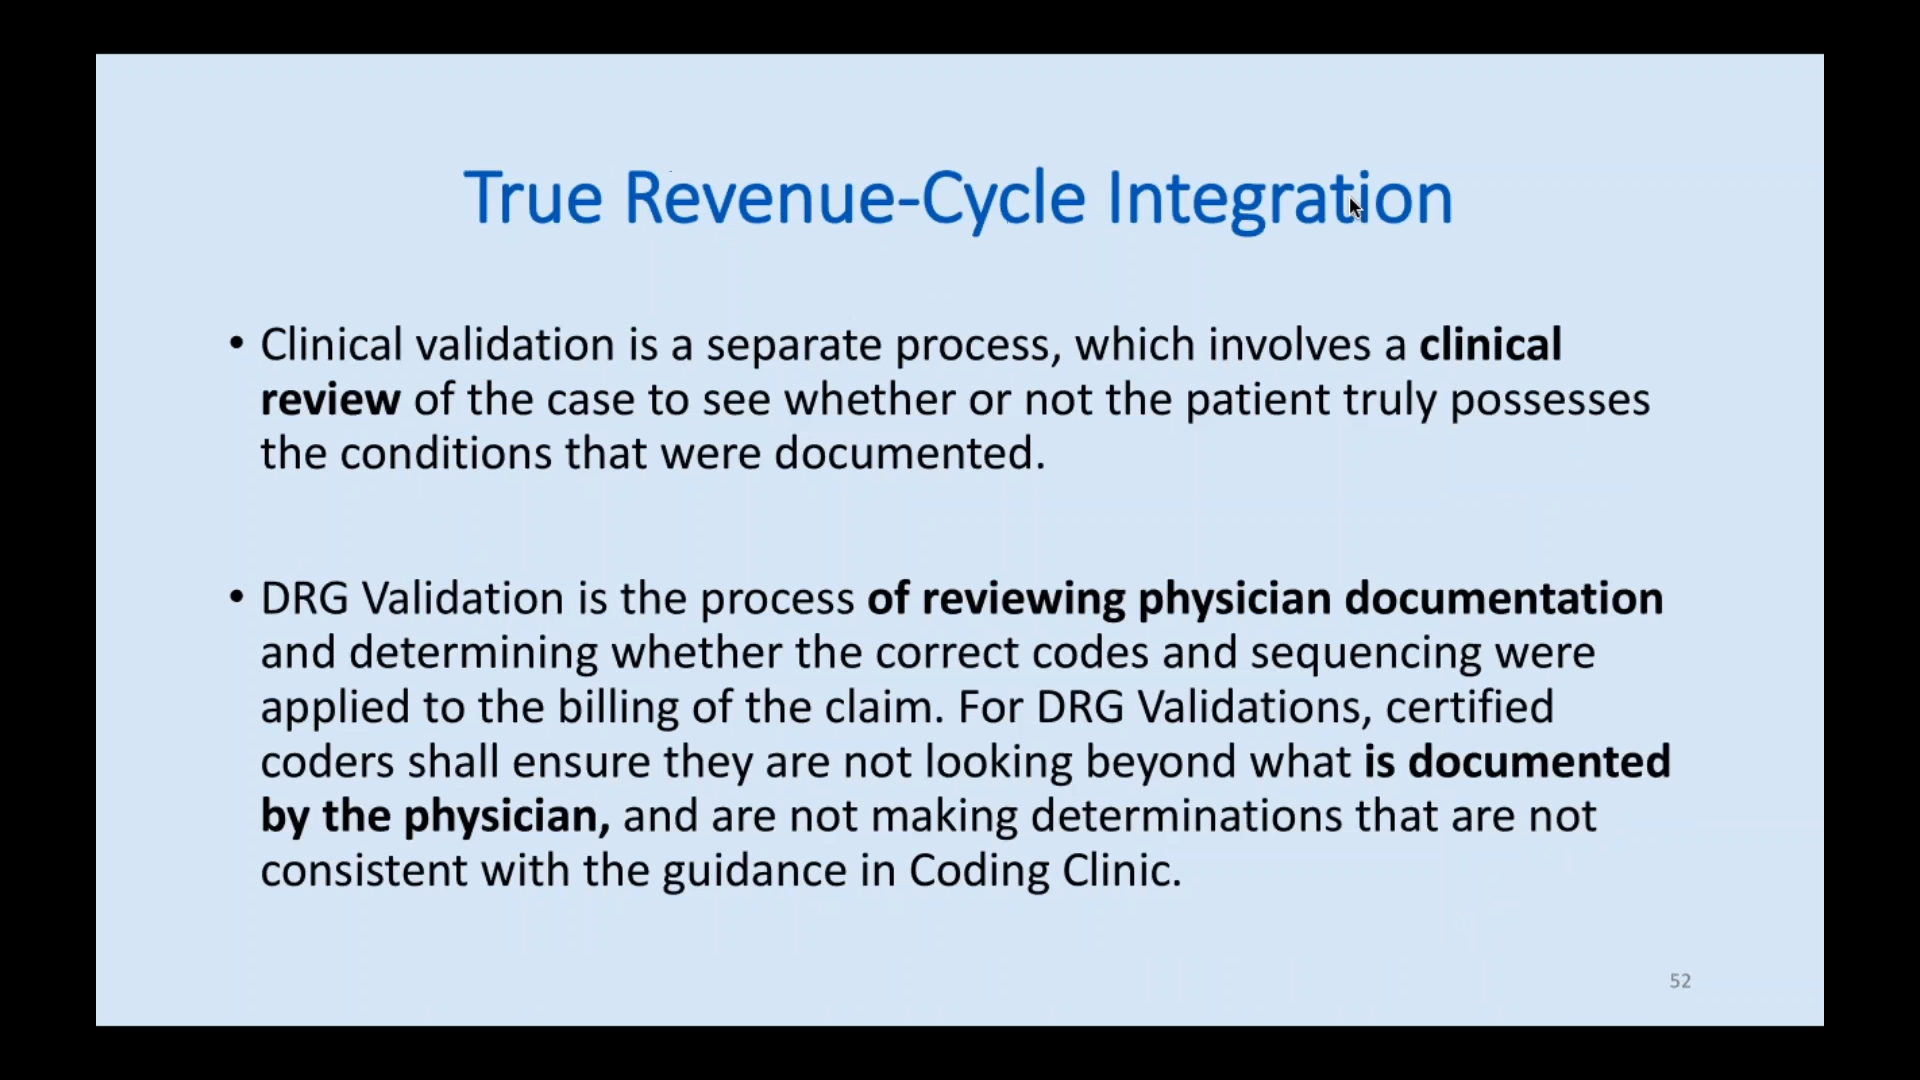 True Revenue-Cycle Integration
• Clinical validation is a separate process, which involves a clinical
review of the case to see whether or not the patient truly possesses
the conditions that were documented.
• DRG Validation is the process of reviewing physician documentation
and determining whether the correct codes and sequencing were
applied to the billing of the claim. For DRG Validations, certified
coders shall ensure they are not looking beyond what is documented
by the physician, and are not making determinations that are not
consistent with the guidance in Coding Clinic.
52